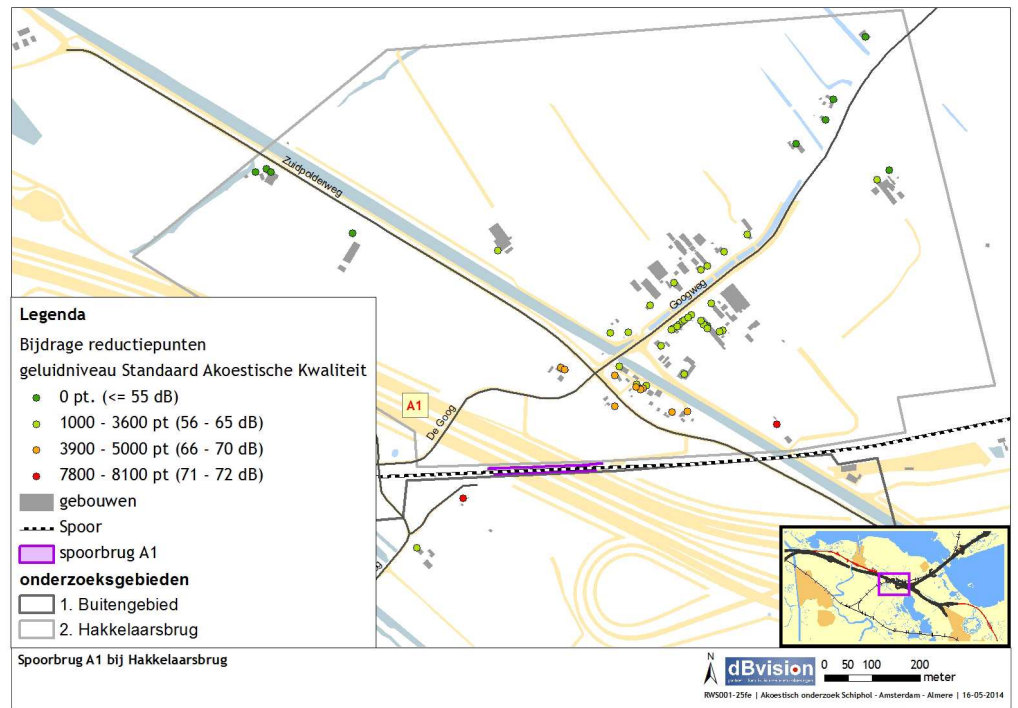 Zuidpolderweg
Googweg
De Goog
A1
Legenda
Bijdrage reductiepunten
geluidniveau Standaard Akoestische Kwaliteit
0 pt. (<= 55 dB)
1000 - 3600 pt (56 - 65 dB)
3900 - 5000 pt (66 - 70 dB)
7800 - 8100 pt (71 - 72 dB)
gebouwen
Spoor
spoorbrug A1
onderzoeksgebieden
1. Buitengebied
2. Hakkelaarsbrug
Spoorbrug A1 bij Hakkelaarsbrug
N
dBvision
0 50 100 200
meter
RWS001-25fe | Akoestisch onderzoek Schiphol - Amsterdam - Almere | 16-05-2014